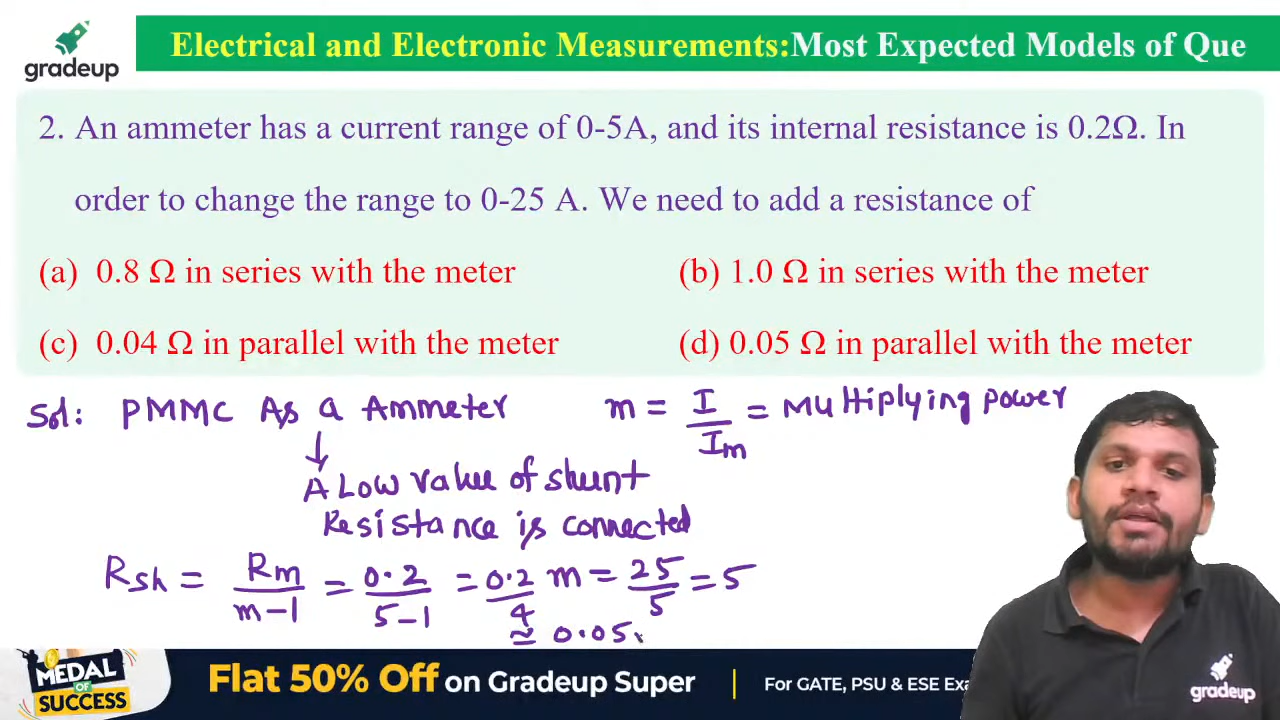 gradeup
Electrical and Electronic Measurements:Most Expected Models of Que
2. An ammeter has a current range of 0-5A, and its internal resistance is 0.2Ω. In
order to change the range to 0-25 A. We need to add a resistance of
(a) 0.8 Ω in series with the meter
(b) 1.0 Ω in series with the meter
(c) 0.04 Ω in parallel with the meter
(d) 0.05 Ω in parallel with the meter
Sol: PMMC As a Ammeter
m = I/Im = Multiplying power
↓
A Low value of shunt
Resistance is connected
Rsh = Rm/(m-1) = 0.2/(5-1) = 0.2/4
m = 25/5 = 5
≅ 0.05
MEDAL
OF
SUCCESS
Flat 50% Off on Gradeup Super
For GATE, PSU & ESE Exa
gradeup